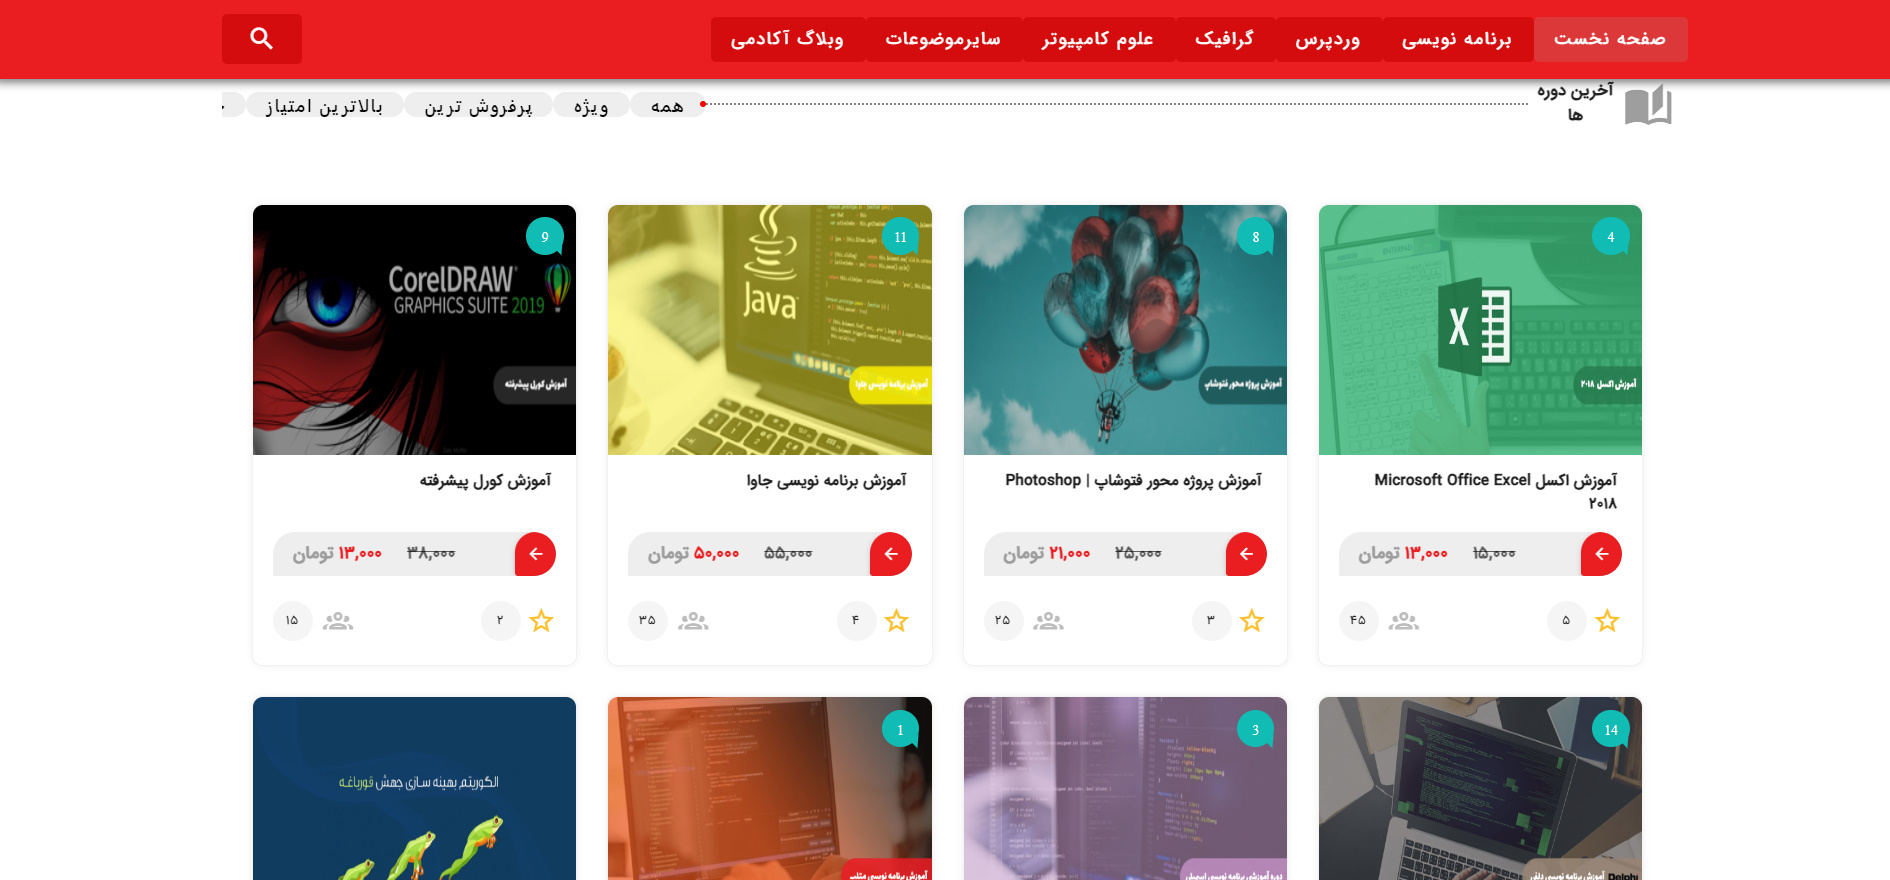 صفحه نخست
برنامه نویسی
وردپرس
گرافیک
علوم کامپیوتر
سایرموضوعات
وبلاگ آکادمی
آخرین دوره
ها
همه
ویژه
پرفروش ترین
بالاترین امتیاز
4
آموزش اکسل ۲۰۱۸
8
آموزش پروژه محور فتوشاپ
11
Java
آموزش برنامه نویسی جاوا
9
CorelDRAW
GRAPHICS SUITE 2019
آموزش کورل پیشرفته
آموزش اکسل Microsoft Office Excel
۲۰۱۸
آموزش پروژه محور فتوشاپ | Photoshop
آموزش برنامه نویسی جاوا
آموزش کورل پیشرفته
۱۵,۰۰۰ ۱۳,۰۰۰ تومان
۲۵,۰۰۰ ۲۱,۰۰۰ تومان
۵۵,۰۰۰ ۵۰,۰۰۰ تومان
۳۸,۰۰۰ ۱۳,۰۰۰ تومان
۵ ۴۵
۳ ۲۵
۴ ۳۵
۲ ۱۵
14
آموزش برنامه نویسی دلفی Delphi
3
1
آموزش برنامه نویسی متلب
الگوریتم بهینه سازی جهش قورباغه